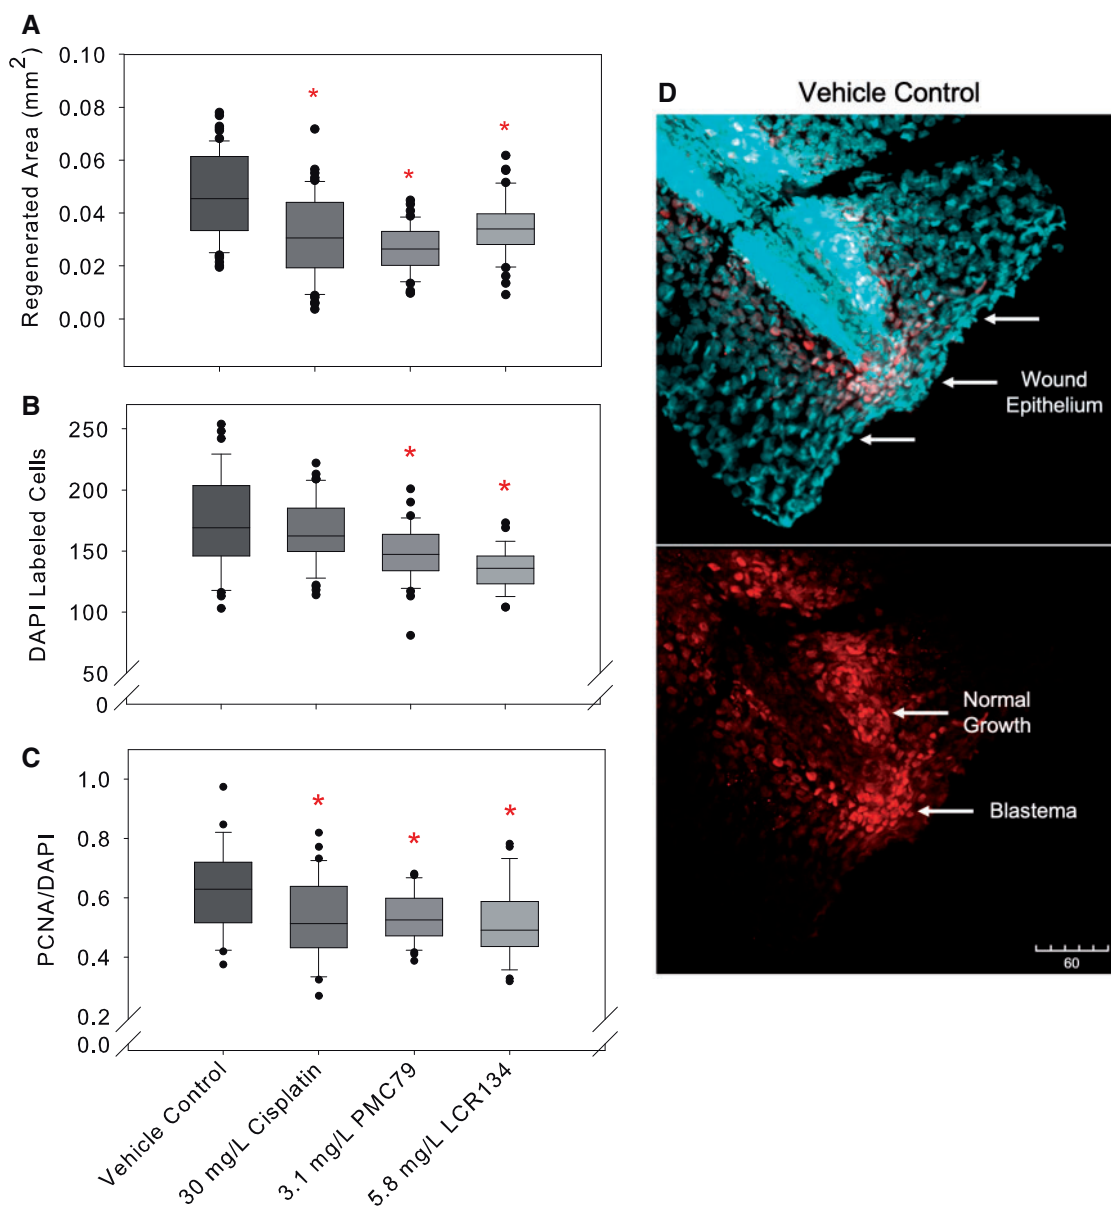 A
Regenerated Area (mm2)
0.10
0.08
0.06
0.04
0.02
0.00
*
*
*
B
DAPI Labeled Cells
250
200
150
100
50
0
*
*
C
PCNA/DAPI
1.0
0.8
0.6
0.4
0.2
0.0
*
*
*
Vehicle Control
30 mg/L Cisplatin
3.1 mg/L PMC79
5.8 mg/L LCR134
D
Vehicle Control
Wound
Epithelium
Normal
Growth
Blastema
60